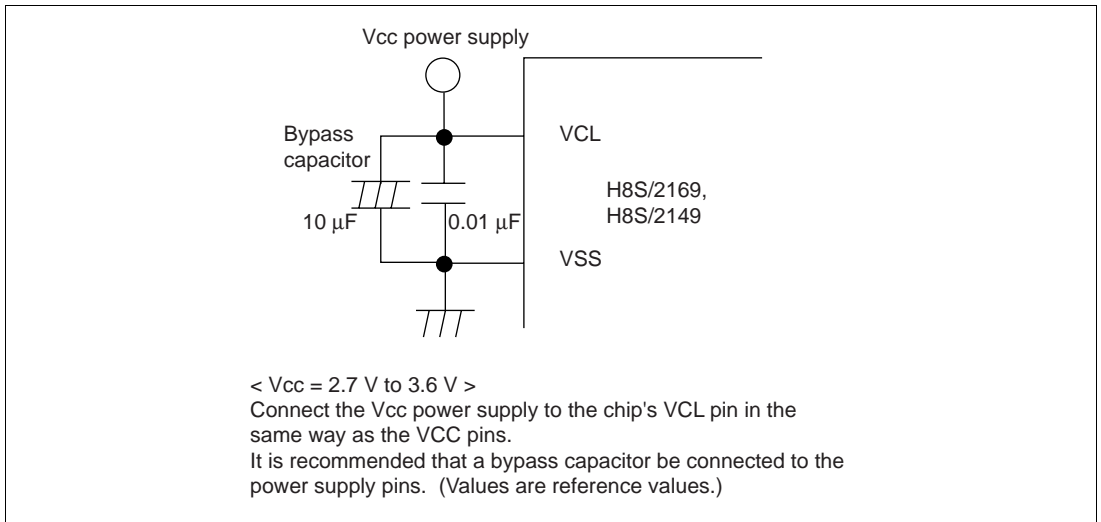 Vcc power supply
Bypass
capacitor
VCL
H8S/2169,
H8S/2149
10 μF
0.01 μF
VSS
< Vcc = 2.7 V to 3.6 V >
Connect the Vcc power supply to the chip's VCL pin in the
same way as the VCC pins.
It is recommended that a bypass capacitor be connected to the
power supply pins.  (Values are reference values.)